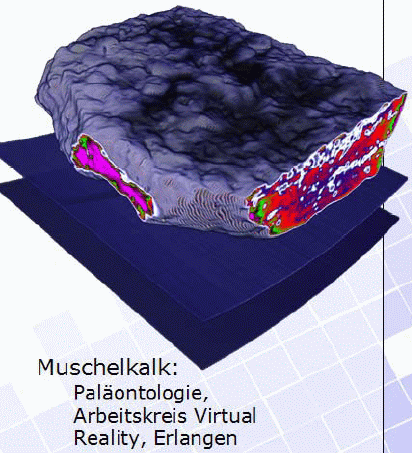 Muschelkalk:
Paläontologie,
Arbeitskreis Virtual
Reality, Erlangen